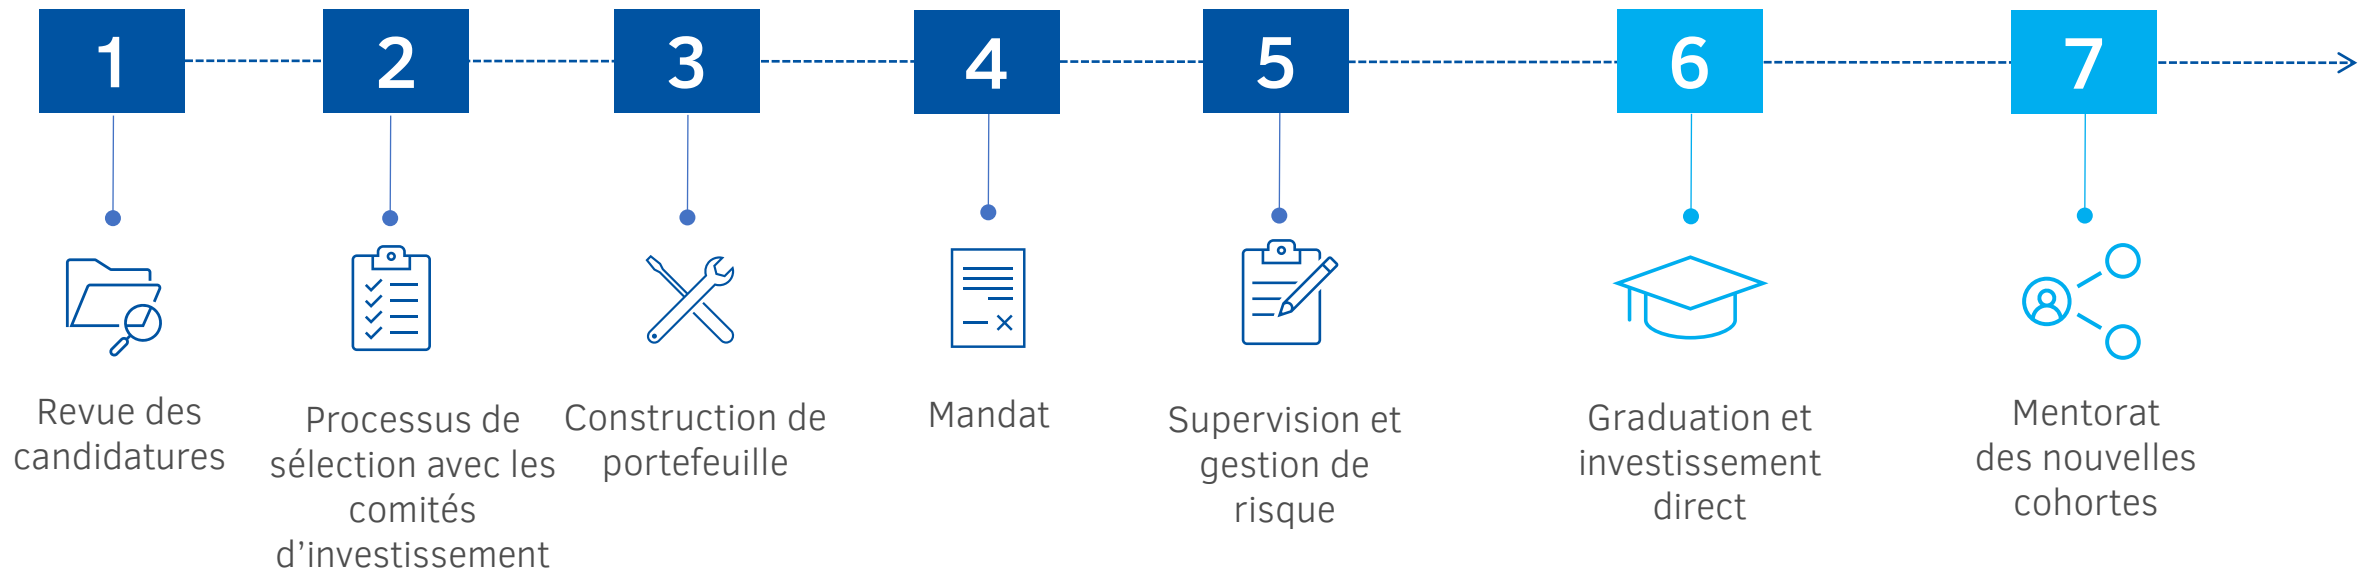 1
2
3
4
5
6
7
Revue des
candidatures
Processus de
sélection avec les
comités
d’investissement
Construction de
portefeuille
Mandat
Supervision et
gestion de
risque
Graduation et
investissement
direct
Mentorat
des nouvelles
cohortes